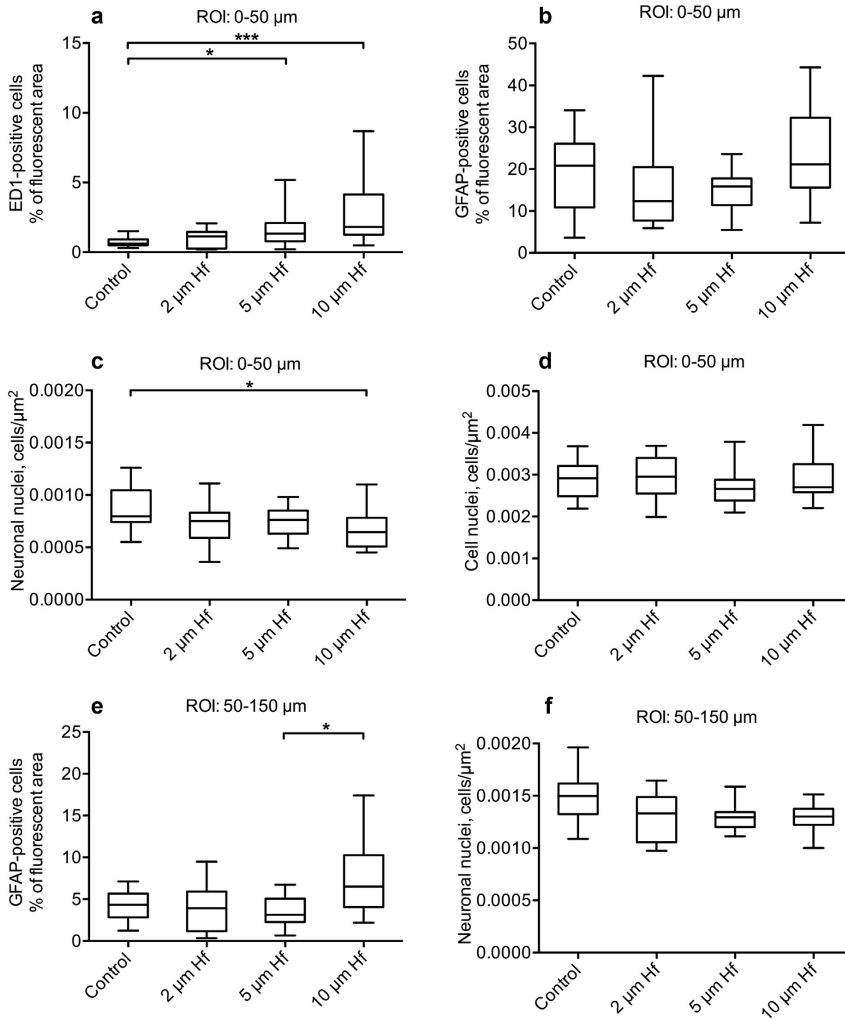 a ROI: 0-50 µm
ED1-positive cells
% of fluorescent area
15
10
5
0
***
*
Control
2 µm Hf
5 µm Hf
10 µm Hf
b ROI: 0-50 µm
GFAP-positive cells
% of fluorescent area
50
40
30
20
10
0
Control
2 µm Hf
5 µm Hf
10 µm Hf
c ROI: 0-50 µm
Neuronal nuclei, cells/µm²
0.0020
0.0015
0.0010
0.0005
0.0000
*
Control
2 µm Hf
5 µm Hf
10 µm Hf
d ROI: 0-50 µm
Cell nuclei, cells/µm²
0.005
0.004
0.003
0.002
0.001
0.000
Control
2 µm Hf
5 µm Hf
10 µm Hf
e ROI: 50-150 µm
GFAP-positive cells
% of fluorescent area
25
20
15
10
5
0
*
Control
2 µm Hf
5 µm Hf
10 µm Hf
f ROI: 50-150 µm
Neuronal nuclei, cells/µm²
0.0020
0.0015
0.0010
0.0005
0.0000
Control
2 µm Hf
5 µm Hf
10 µm Hf